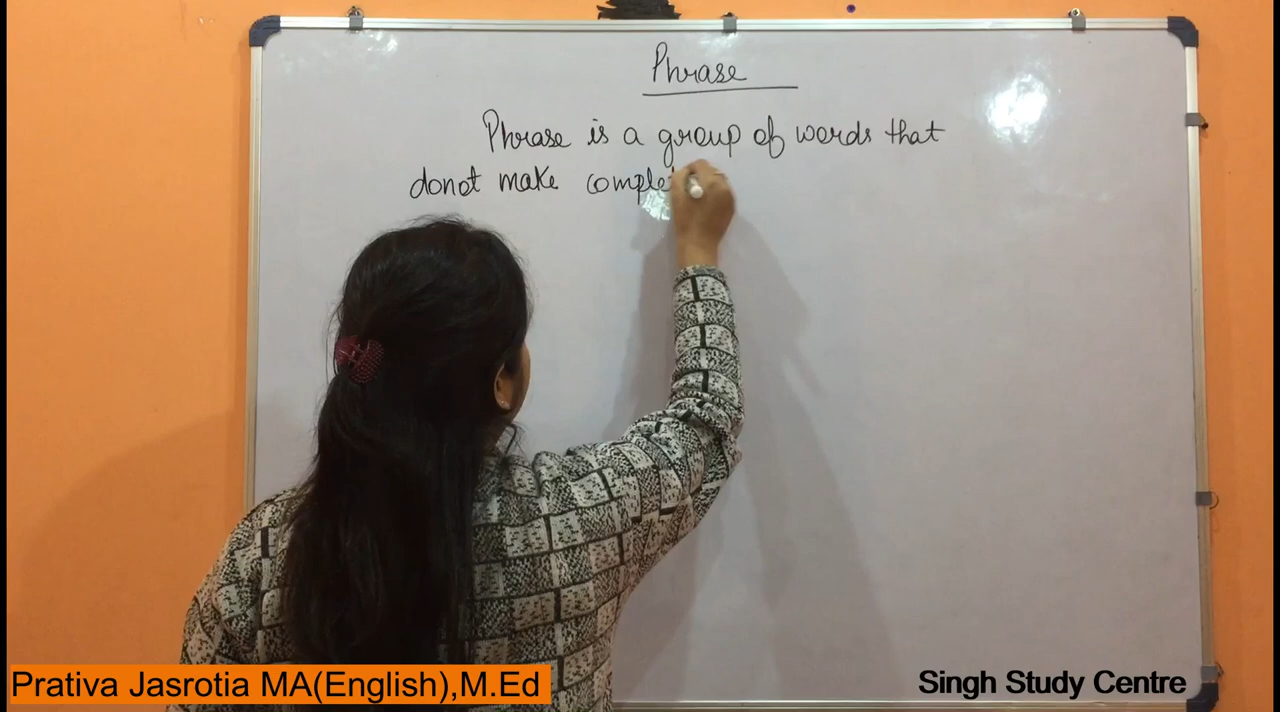 Phrase
Phrase is a group of words that
donot make comple
Prativa Jasrotia MA(English),M.Ed
Singh Study Centre